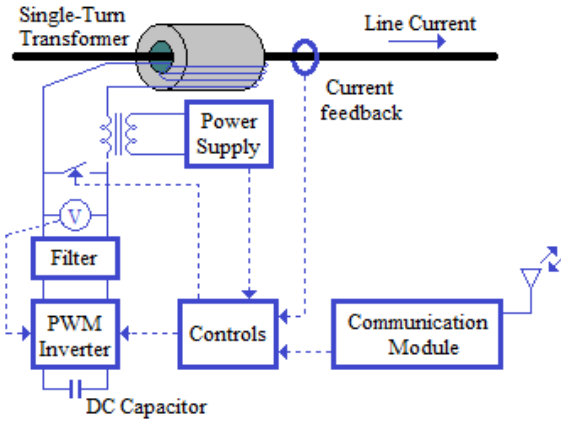 Single-Turn
Transformer
Line Current
Current
feedback
Power
Supply
V
Filter
PWM
Inverter
Controls
Communication
Module
DC Capacitor